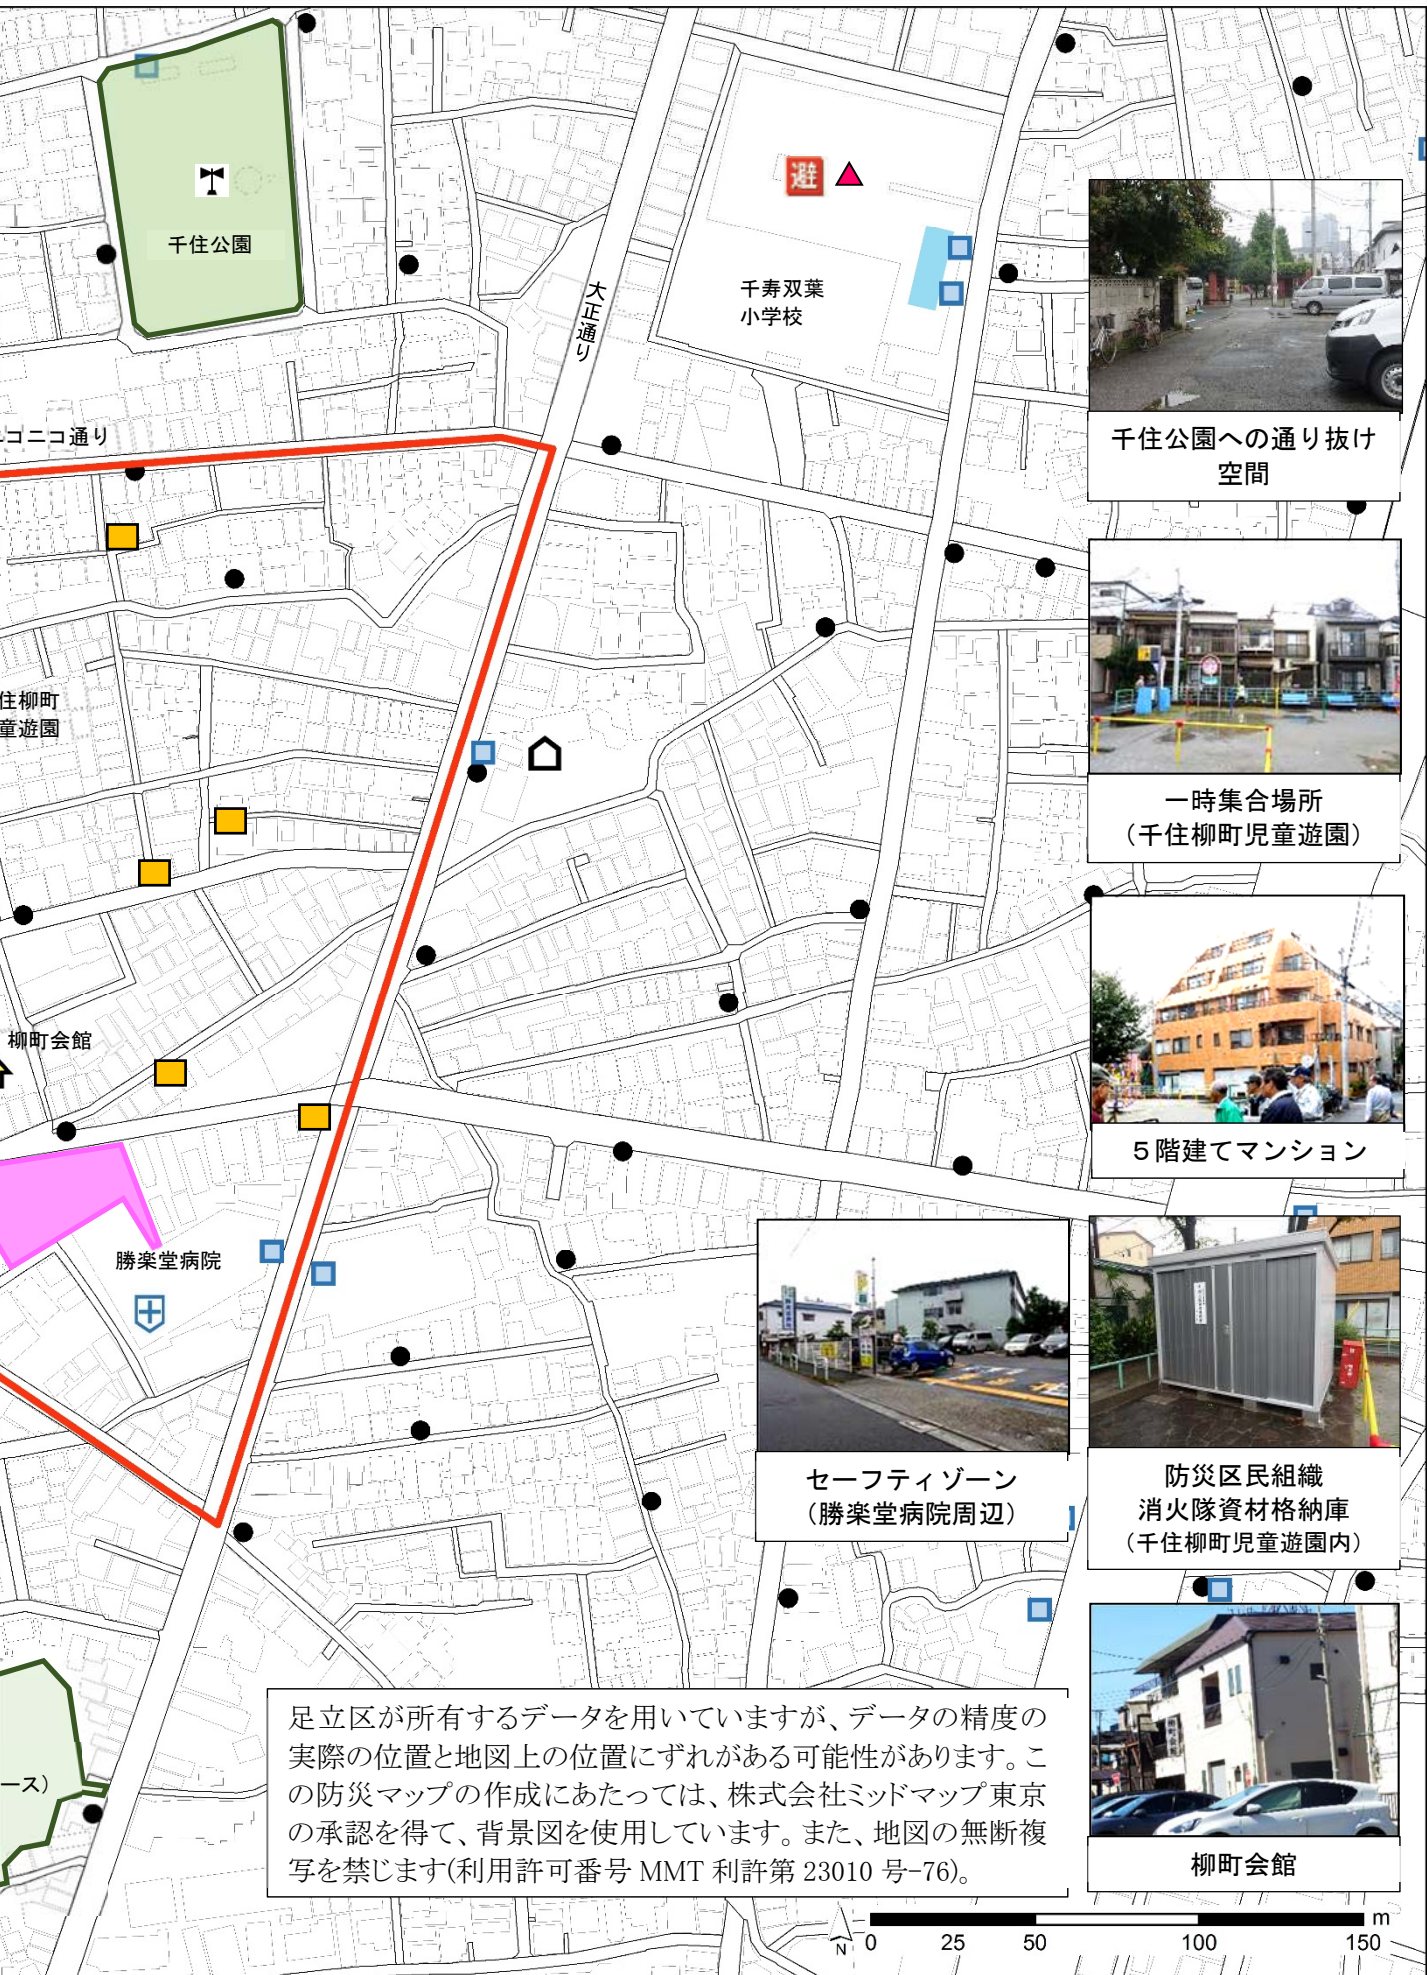 千住公園
避
千寿双葉
小学校
大正通り
コニコ通り
千住公園への通り抜け
空間
住柳町
童遊園
一時集合場所
（千住柳町児童遊園）
柳町会館
５階建てマンション
勝楽堂病院
セーフティゾーン
（勝楽堂病院周辺）
防災区民組織
消火隊資材格納庫
（千住柳町児童遊園内）
足立区が所有するデータを用いていますが、データの精度の
実際の位置と地図上の位置にずれがある可能性があります。こ
の防災マップの作成にあたっては、株式会社ミッドマップ東京
の承認を得て、背景図を使用しています。また、地図の無断複
写を禁じます(利用許可番号 MMT 利許第 23010 号-76)。
ース）
柳町会館
N
0 25 50 100 150 m